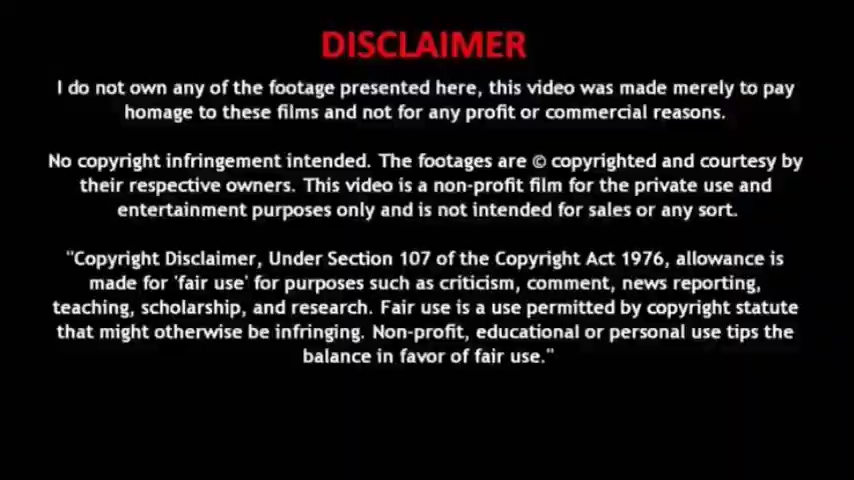 DISCLAIMER
I do not own any of the footage presented here, this video was made merely to pay
homage to these films and not for any profit or commercial reasons.
No copyright infringement intended. The footages are © copyrighted and courtesy by
their respective owners. This video is a non-profit film for the private use and
entertainment purposes only and is not intended for sales or any sort.
"Copyright Disclaimer, Under Section 107 of the Copyright Act 1976, allowance is
made for 'fair use' for purposes such as criticism, comment, news reporting,
teaching, scholarship, and research. Fair use is a use permitted by copyright statute
that might otherwise be infringing. Non-profit, educational or personal use tips the
balance in favor of fair use."